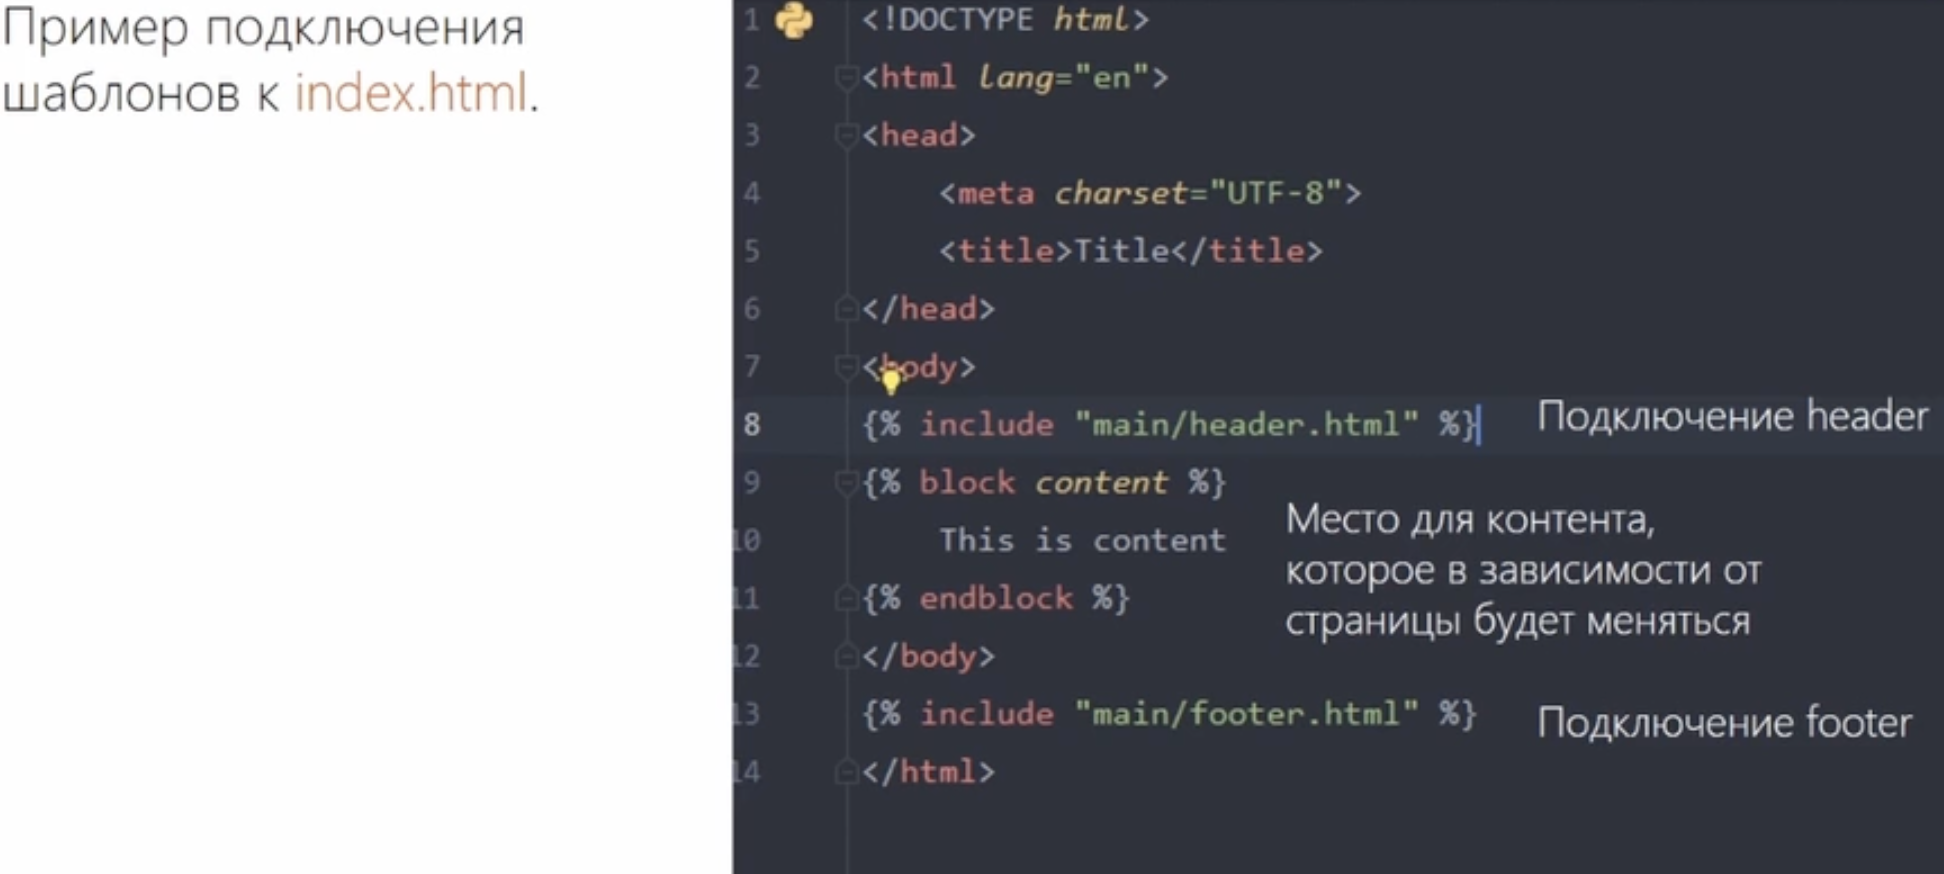 Пример подключения
шаблонов к index.html.
1 <!DOCTYPE html>
2 <html lang="en">
3 <head>
4 <meta charset="UTF-8">
5 <title>Title</title>
6 </head>
7 <body>
8 {% include "main/header.html" %} Подключение header
9 {% block content %}
10 This is content
11 {% endblock %}
Место для контента,
которое в зависимости от
страницы будет меняться
12 </body>
13 {% include "main/footer.html" %} Подключение footer
14 </html>